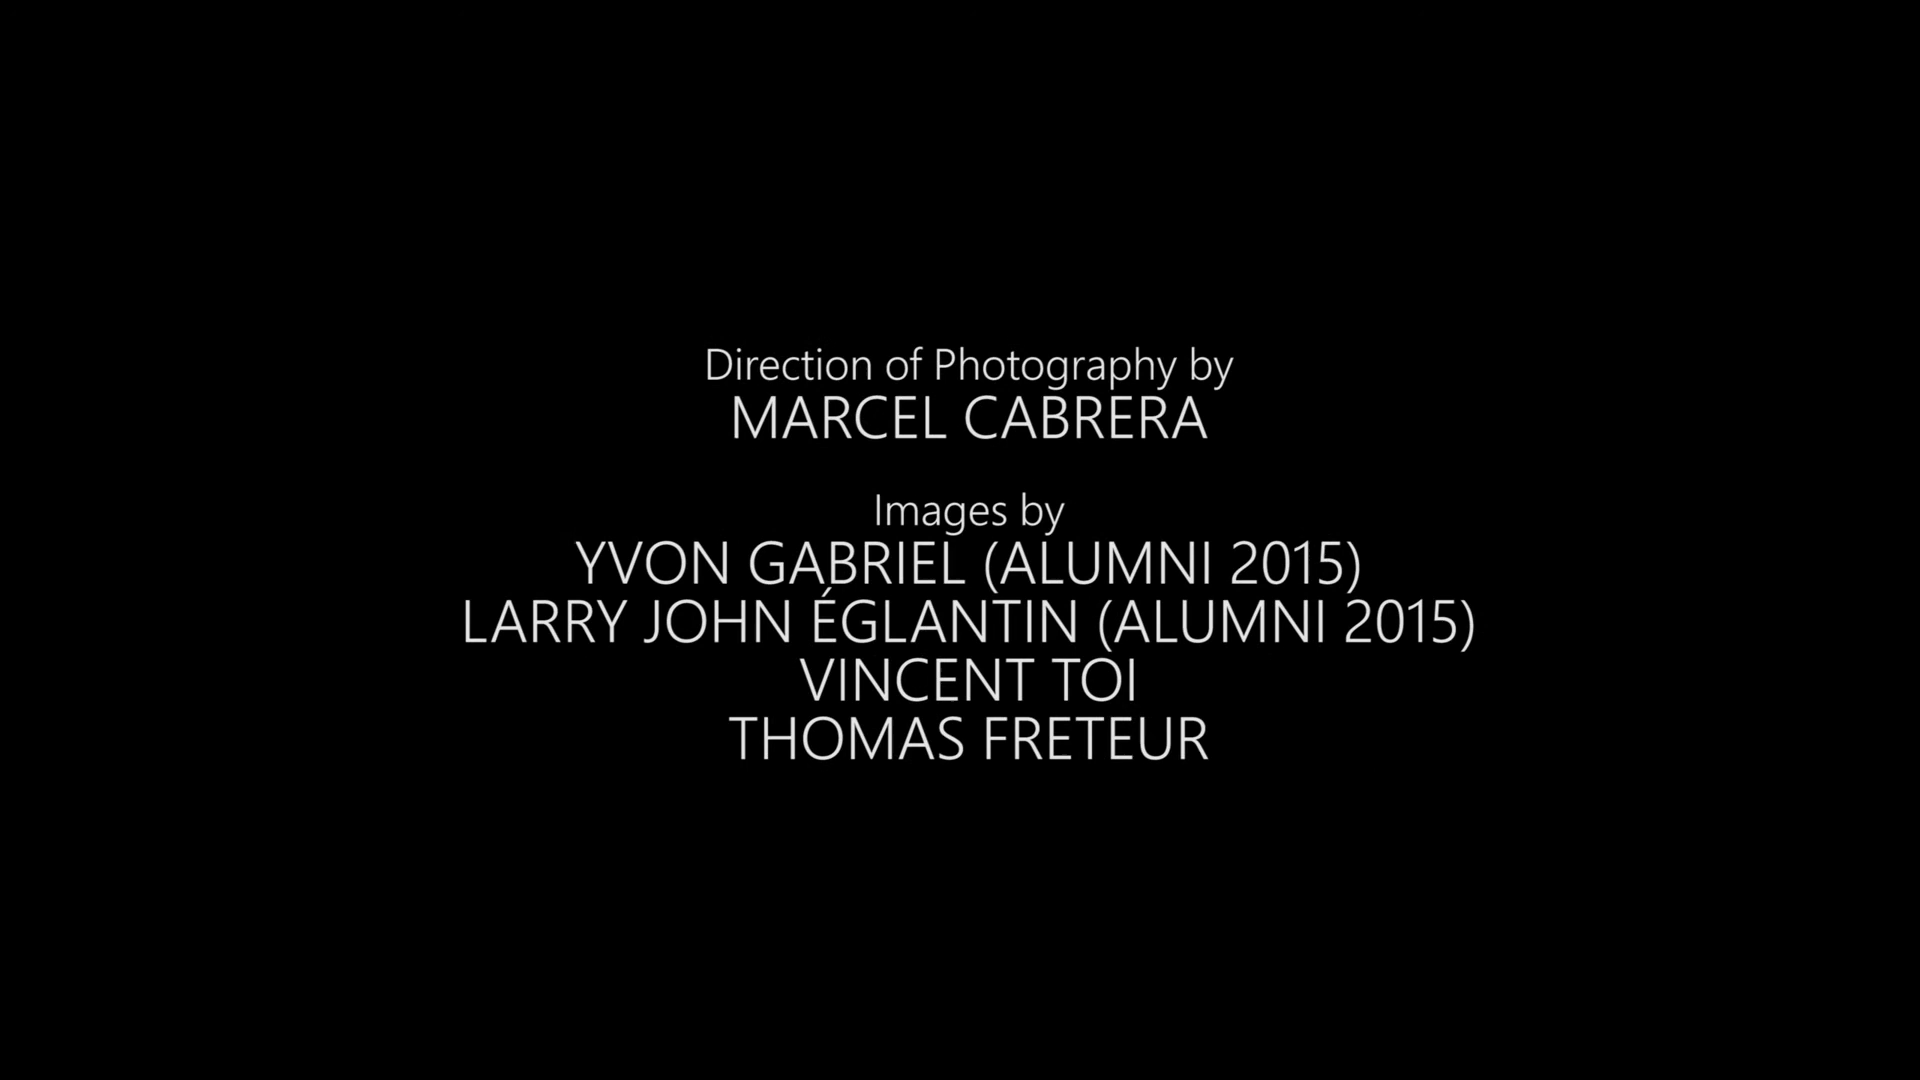 Direction of Photography by
MARCEL CABRERA
Images by
YVON GABRIEL (ALUMNI 2015)
LARRY JOHN ÉGLANTIN (ALUMNI 2015)
VINCENT TOI
THOMAS FRETEUR